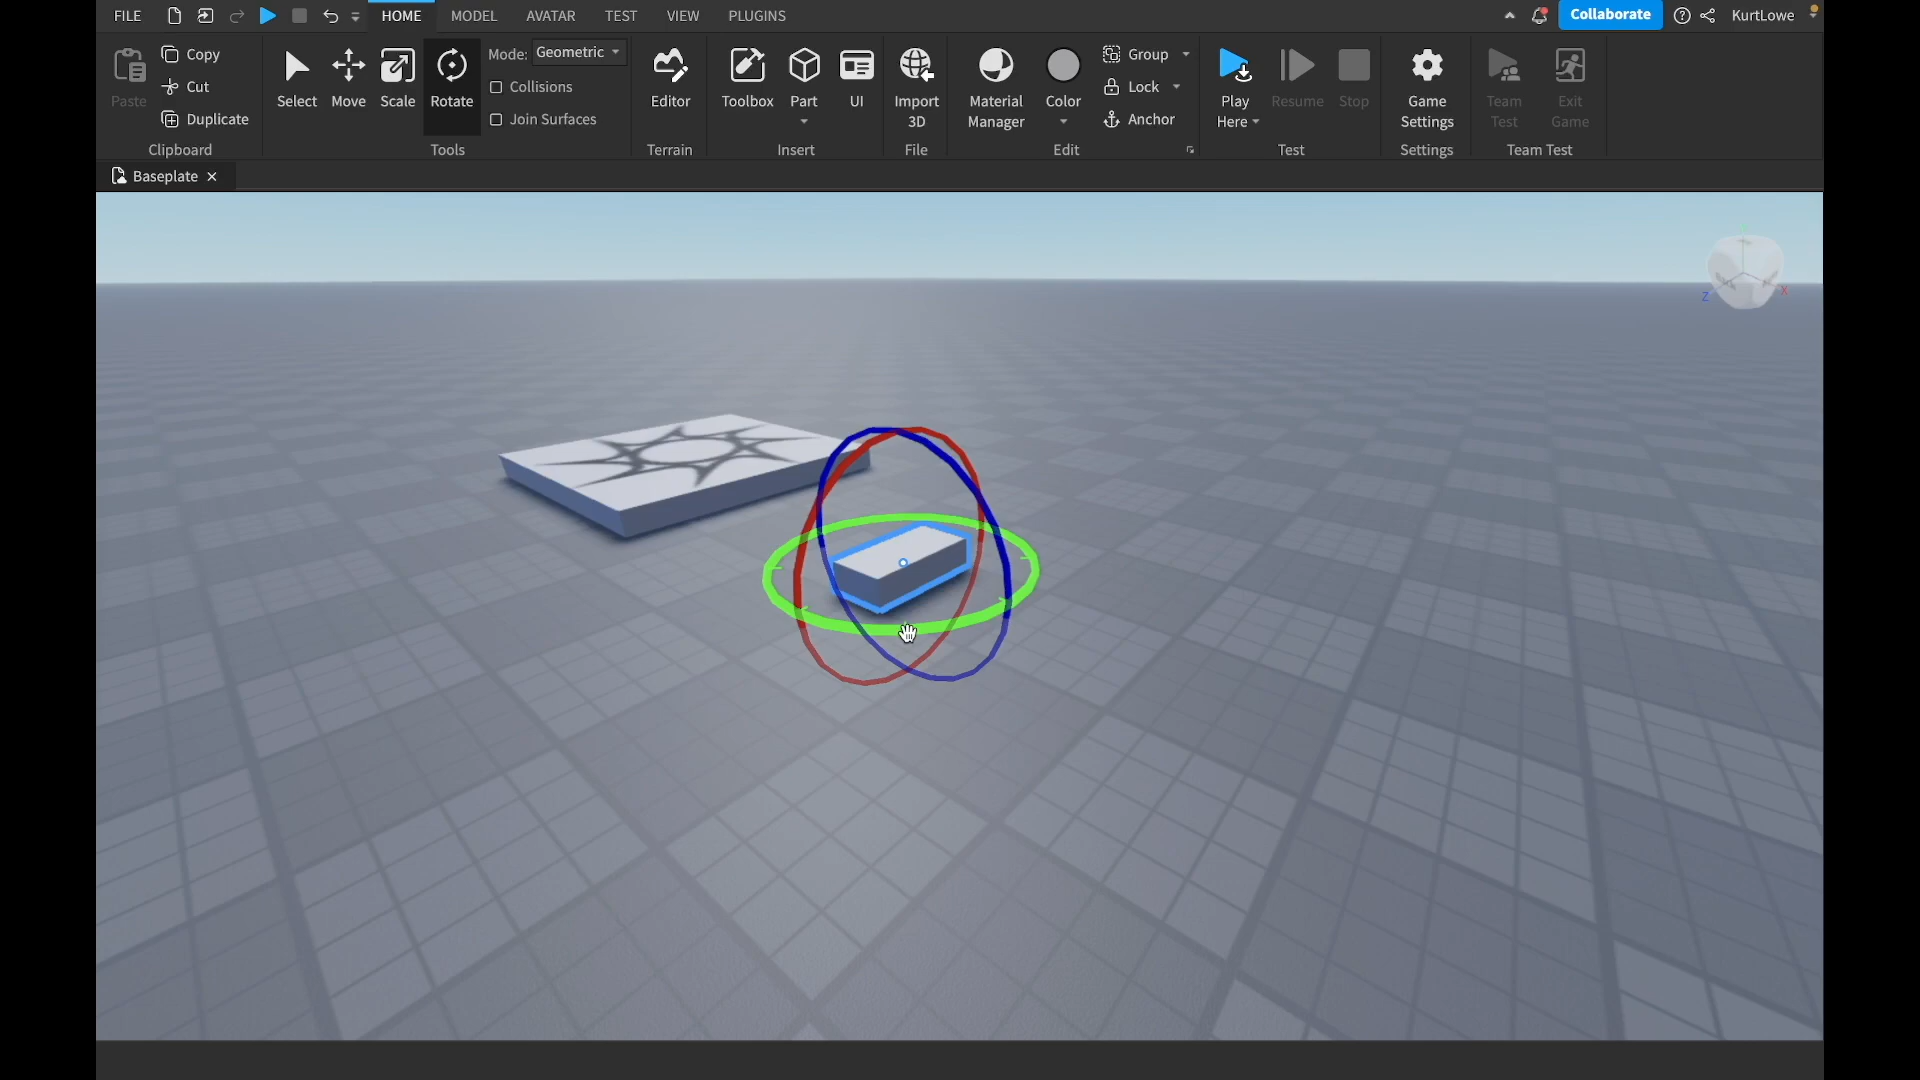 FILE HOME MODEL AVATAR TEST VIEW PLUGINS Collaborate KurtLowe
Paste Copy Cut Duplicate Clipboard
Select Move Scale Rotate Mode: Geometric Collisions Join Surfaces Tools
Editor Terrain
Toolbox Part UI Insert
Import 3D File
Material Manager Color Group Lock Anchor Edit
Play Here Resume Stop Test
Game Settings Settings
Team Test Exit Game Team Test
Baseplate
Z X